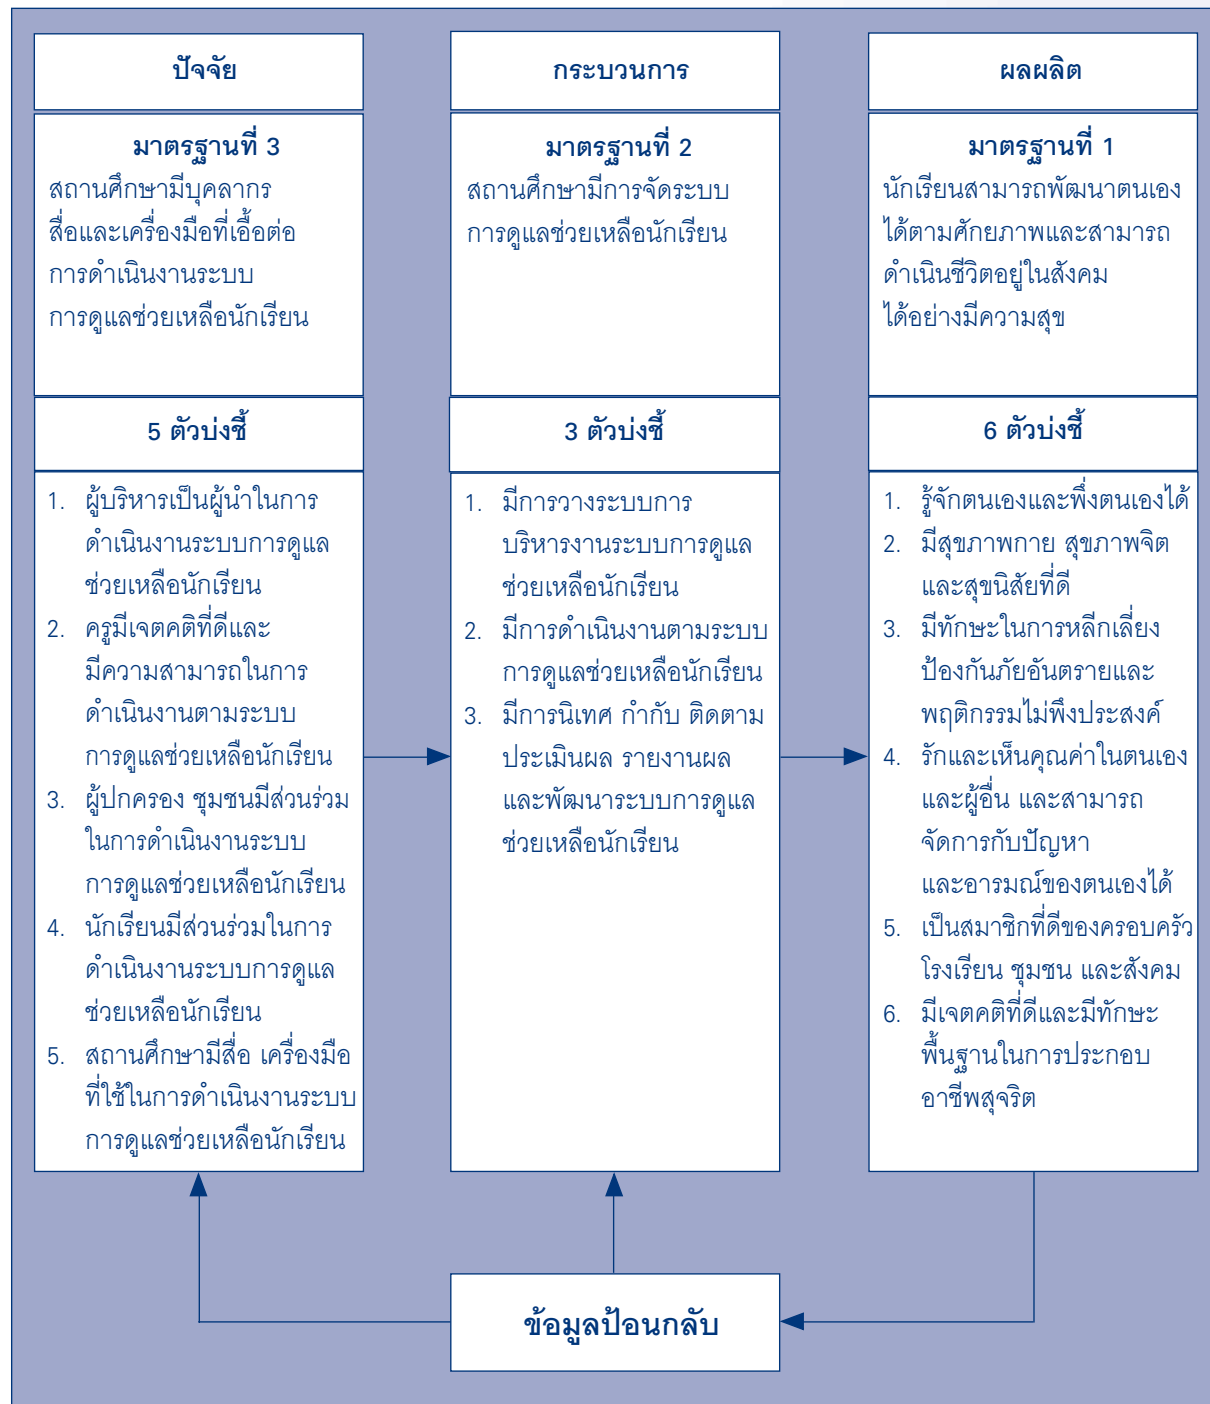 ปัจจัย
มาตรฐานที่ 3
สถานศึกษามีบุคลากร
สื่อและเครื่องมือที่เอื้อต่อ
การดำเนินงานระบบ
การดูแลช่วยเหลือนักเรียน
5 ตัวบ่งชี้
1. ผู้บริหารเป็นผู้นำในการ
ดำเนินงานระบบการดูแล
ช่วยเหลือนักเรียน
2. ครูมีเจตคติที่ดีและ
มีความสามารถในการ
ดำเนินงานตามระบบ
การดูแลช่วยเหลือนักเรียน
3. ผู้ปกครอง ชุมชนมีส่วนร่วม
ในการดำเนินงานระบบ
การดูแลช่วยเหลือนักเรียน
4. นักเรียนมีส่วนร่วมในการ
ดำเนินงานระบบการดูแล
ช่วยเหลือนักเรียน
5. สถานศึกษามีสื่อ เครื่องมือ
ที่ใช้ในการดำเนินงานระบบ
การดูแลช่วยเหลือนักเรียน
กระบวนการ
มาตรฐานที่ 2
สถานศึกษามีการจัดระบบ
การดูแลช่วยเหลือนักเรียน
3 ตัวบ่งชี้
1. มีการวางระบบการ
บริหารงานระบบการดูแล
ช่วยเหลือนักเรียน
2. มีการดำเนินงานตามระบบ
การดูแลช่วยเหลือนักเรียน
3. มีการนิเทศ กำกับ ติดตาม
ประเมินผล รายงานผล
และพัฒนาระบบการดูแล
ช่วยเหลือนักเรียน
ผลผลิต
มาตรฐานที่ 1
นักเรียนสามารถพัฒนาตนเอง
ได้ตามศักยภาพและสามารถ
ดำเนินชีวิตอยู่ในสังคม
ได้อย่างมีความสุข
6 ตัวบ่งชี้
1. รู้จักตนเองและพึ่งตนเองได้
2. มีสุขภาพกาย สุขภาพจิต
และสุขนิสัยที่ดี
3. มีทักษะในการหลีกเลี่ยง
ป้องกันภัยอันตรายและ
พฤติกรรมไม่พึงประสงค์
4. รักและเห็นคุณค่าในตนเอง
และผู้อื่น และสามารถ
จัดการกับปัญหา
และอารมณ์ของตนเองได้
5. เป็นสมาชิกที่ดีของครอบครัว
โรงเรียน ชุมชน และสังคม
6. มีเจตคติที่ดีและมีทักษะ
พื้นฐานในการประกอบ
อาชีพสุจริต
ข้อมูลป้อนกลับ